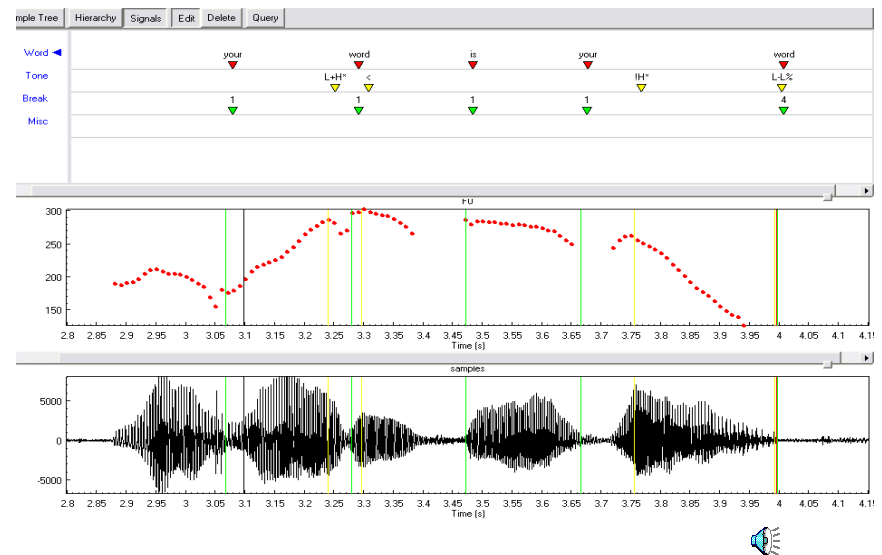 mple Tree Hierarchy Signals Edit Delete Query
Word your word is your word
Tone L+H* < !H* L-L%
Break 1 1 1 1 4
Misc
F0
300
250
200
150
2.8 2.85 2.9 2.95 3 3.05 3.1 3.15 3.2 3.25 3.3 3.35 3.4 3.45 3.5 3.55 3.6 3.65 3.7 3.75 3.8 3.85 3.9 3.95 4 4.05 4.1 4.15
Time (s)
samples
5000
0
-5000
2.8 2.85 2.9 2.95 3 3.05 3.1 3.15 3.2 3.25 3.3 3.35 3.4 3.45 3.5 3.55 3.6 3.65 3.7 3.75 3.8 3.85 3.9 3.95 4 4.05 4.1 4.15
Time (s)